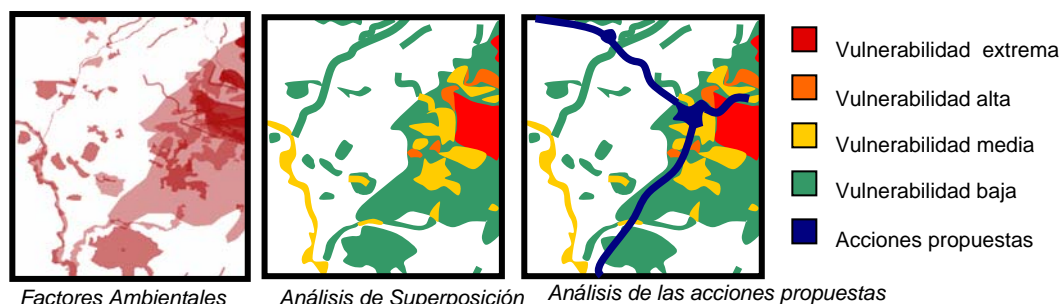 Vulnerabilidad extrema
Vulnerabilidad alta
Vulnerabilidad media
Vulnerabilidad baja
Acciones propuestas
Factores Ambientales
Análisis de Superposición
Análisis de las acciones propuestas